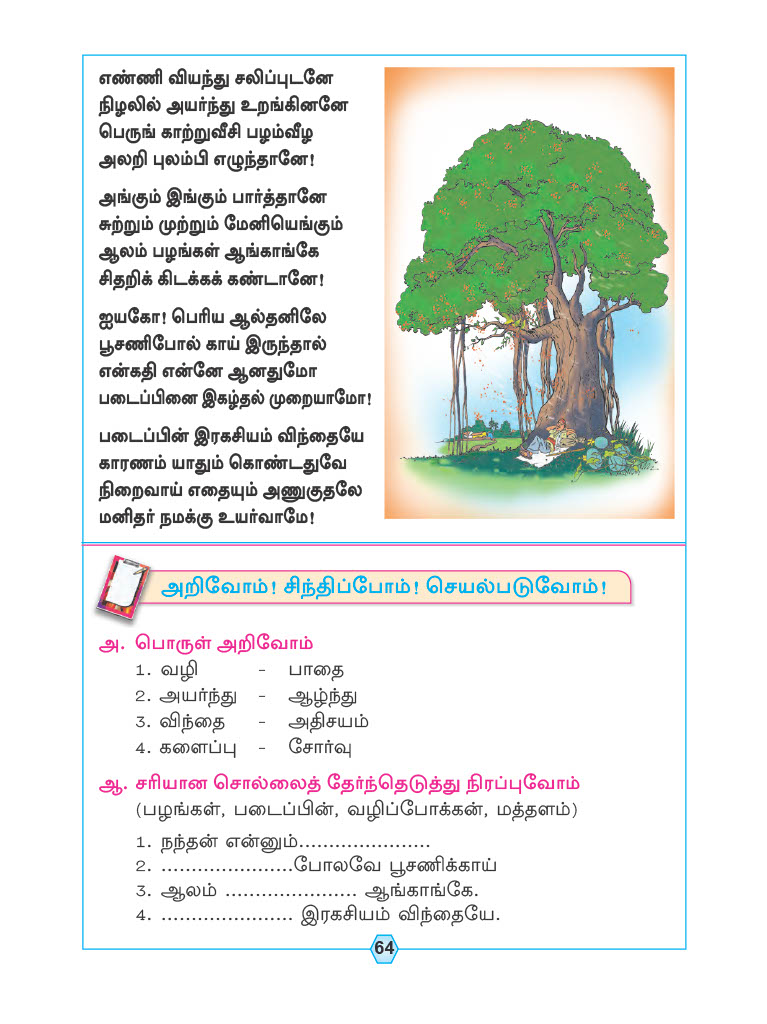 எண்ணி வியந்து சலிப்புடனே
நிழலில் அயர்ந்து உறங்கினனே
பெருங் காற்றுவீசி பழம்வீழ
அலறி புலம்பி எழுந்தானே!
அங்கும் இங்கும் பார்த்தானே
சுற்றும் முற்றும் மேனியெங்கும்
ஆலம் பழங்கள் ஆங்காங்கே
சிதறிக் கிடக்கக் கண்டானே!
ஐயகோ! பெரிய ஆல்தனிலே
பூசணிபோல் காய் இருந்தால்
என்கதி என்னே ஆனதுமோ
படைப்பினை இகழ்தல் முறையாமோ!
படைப்பின் இரகசியம் விந்தையே
காரணம் யாதும் கொண்டதுவே
நிறைவாய் எதையும் அணுகுதலே
மனிதர் நமக்கு உயர்வாமே!
அறிவோம்! சிந்திப்போம்! செயல்படுவோம்!
அ. பொருள் அறிவோம்
1. வழி - பாதை
2. அயர்ந்து - ஆழ்ந்து
3. விந்தை - அதிசயம்
4. களைப்பு - சோர்வு
ஆ. சரியான சொல்லைத் தேர்ந்தெடுத்து நிரப்புவோம்
(பழங்கள், படைப்பின், வழிப்போக்கன், மத்தளம்)
1. நந்தன் என்னும்......................
2. ......................போலவே பூசணிக்காய்
3. ஆலம் ...................... ஆங்காங்கே.
4. ...................... இரகசியம் விந்தையே.
64